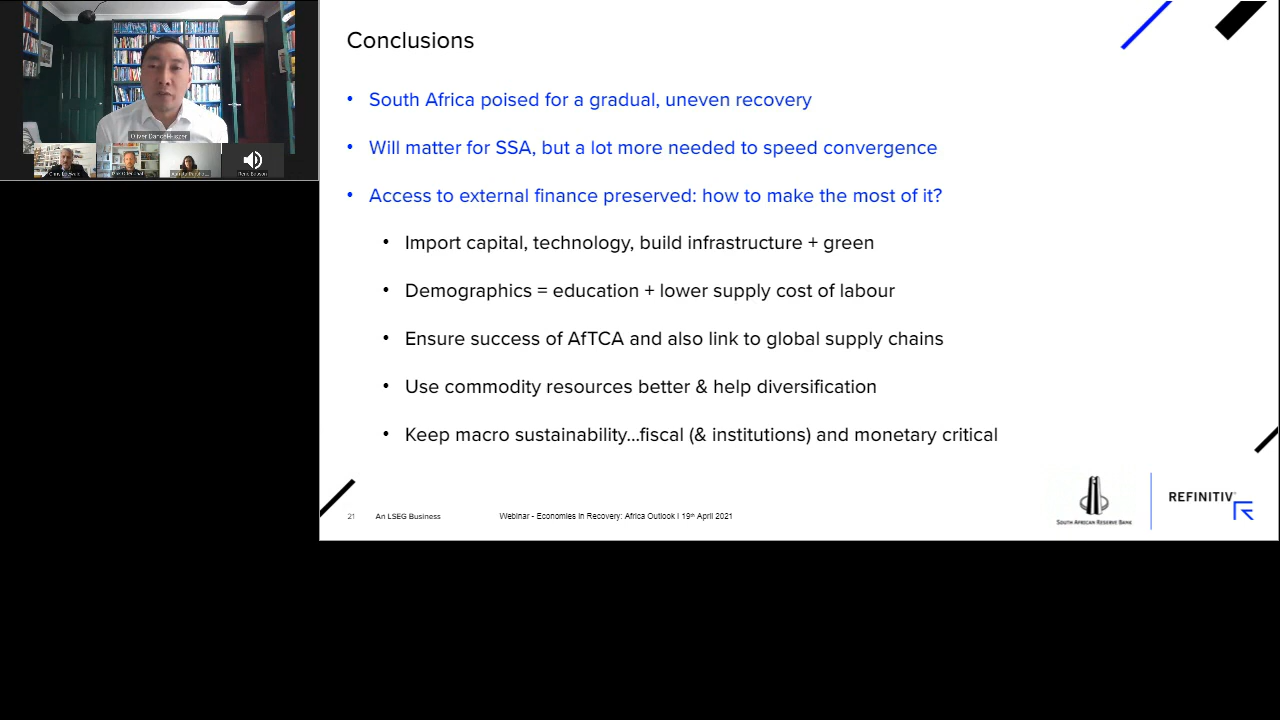 Conclusions
• South Africa poised for a gradual, uneven recovery
• Will matter for SSA, but a lot more needed to speed convergence
• Access to external finance preserved: how to make the most of it?
• Import capital, technology, build infrastructure + green
• Demographics = education + lower supply cost of labour
• Ensure success of AfTCA and also link to global supply chains
• Use commodity resources better & help diversification
• Keep macro sustainability...fiscal (& institutions) and monetary critical
21 An LSEG Business Webinar - Economies in Recovery: Africa Outlook I 19th April 2021
SOUTH AFRICAN RESERVE BANK
REFINITIV
Oliver
Chris